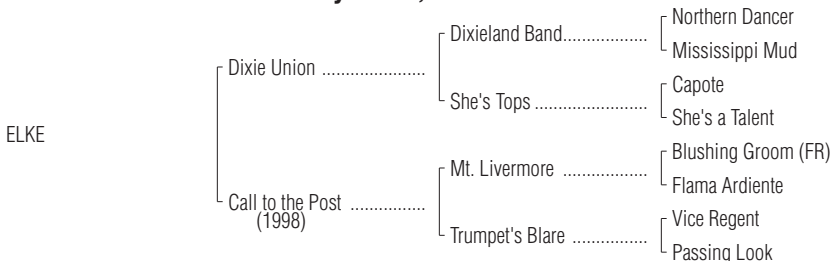 Northern Dancer
Dixieland Band..................
Mississippi Mud
Dixie Union ......................
Capote
She's Tops ........................
She's a Talent
ELKE
Blushing Groom (FR)
Mt. Livermore ..................
Flama Ardiente
Call to the Post ................
(1998)
Vice Regent
Trumpet's Blare ................
Passing Look